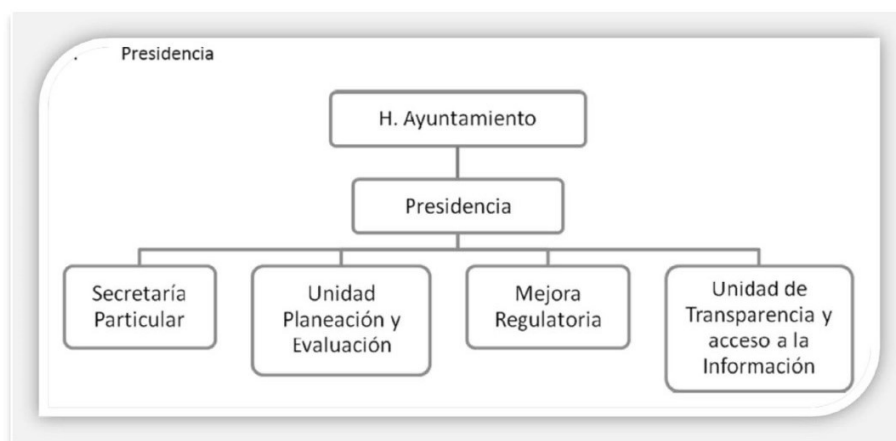 . Presidencia
H. Ayuntamiento
Presidencia
Secretaría
Particular
Unidad
Planeación y
Evaluación
Mejora
Regulatoria
Unidad de
Transparencia y
acceso a la
Información